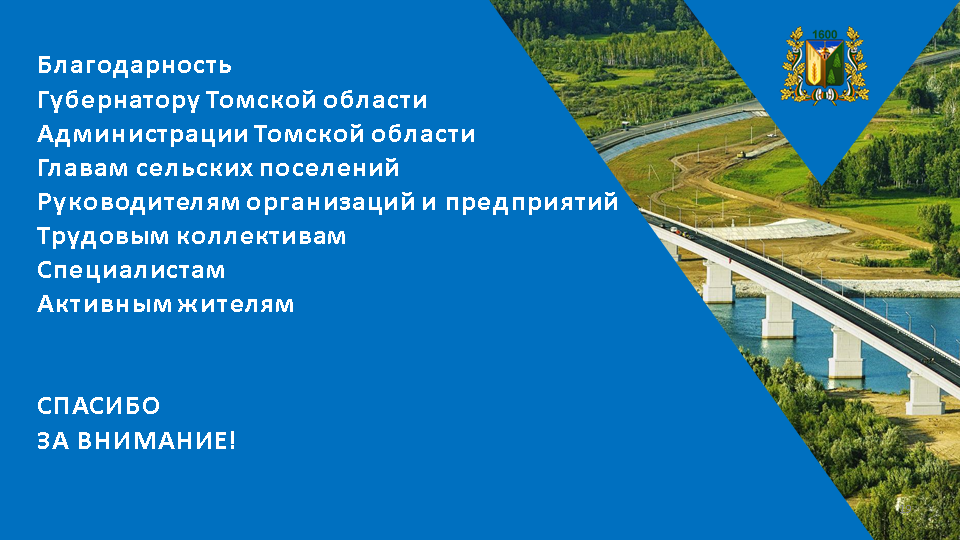 Благодарность
Губернатору Томской области
Администрации Томской области
Главам сельских поселений
Руководителям организаций и предприятий
Трудовым коллективам
Специалистам
Активным жителям
СПАСИБО
ЗА ВНИМАНИЕ!
1600